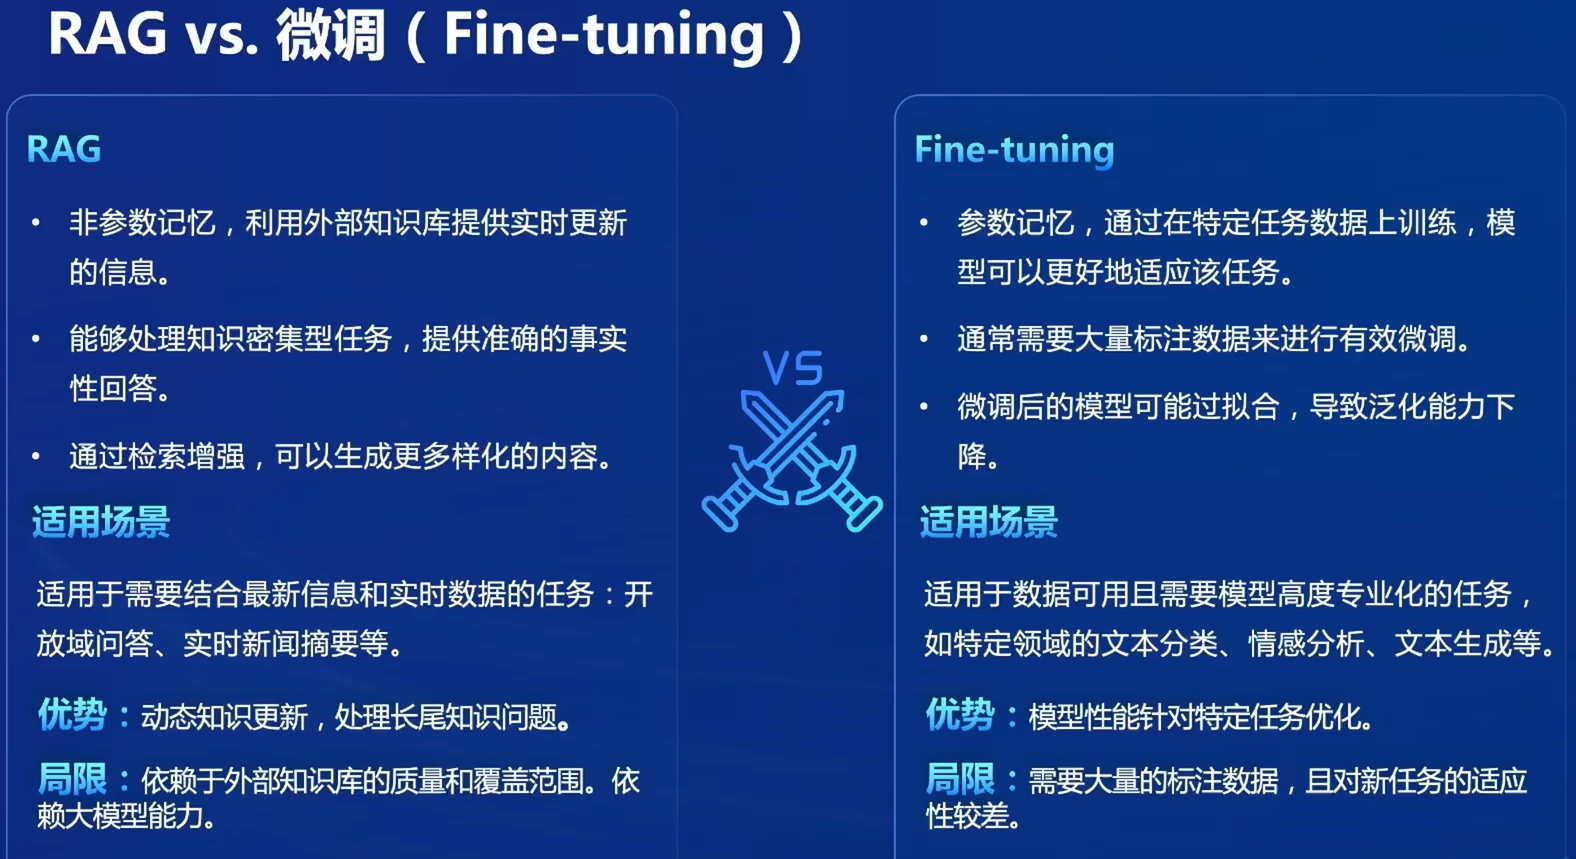 RAG vs. 微调（Fine-tuning）
RAG
• 非参数记忆，利用外部知识库提供实时更新
的信息。
• 能够处理知识密集型任务，提供准确的事实
性回答。
• 通过检索增强，可以生成更多样化的内容。
适用场景
适用于需要结合最新信息和实时数据的任务：开
放域问答、实时新闻摘要等。
优势：动态知识更新，处理长尾知识问题。
局限：依赖于外部知识库的质量和覆盖范围。依
赖大模型能力。
VS
Fine-tuning
• 参数记忆，通过在特定任务数据上训练，模
型可以更好地适应该任务。
• 通常需要大量标注数据来进行有效微调。
• 微调后的模型可能过拟合，导致泛化能力下
降。
适用场景
适用于数据可用且需要模型高度专业化的任务，
如特定领域的文本分类、情感分析、文本生成等。
优势：模型性能针对特定任务优化。
局限：需要大量的标注数据，且对新任务的适应
性较差。